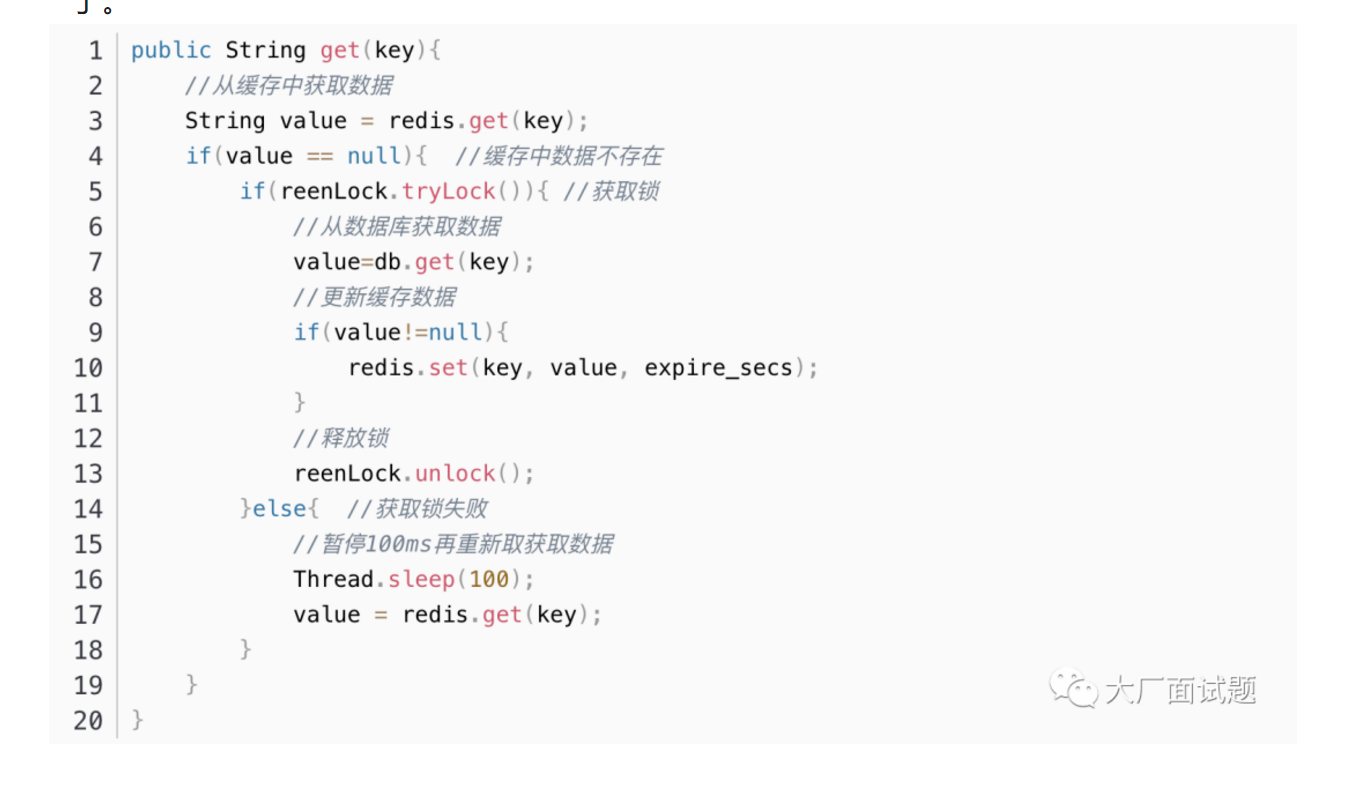 了。
1 public String get(key){
2 //从缓存中获取数据
3 String value = redis.get(key);
4 if(value == null){ //缓存中数据不存在
5 if(reenLock.tryLock()){ //获取锁
6 //从数据库获取数据
7 value=db.get(key);
8 //更新缓存数据
9 if(value!=null){
10 redis.set(key, value, expire_secs);
11 }
12 //释放锁
13 reenLock.unlock();
14 }else{ //获取锁失败
15 //暂停100ms再重新取获取数据
16 Thread.sleep(100);
17 value = redis.get(key);
18 }
19 }
20 }
大厂面试题